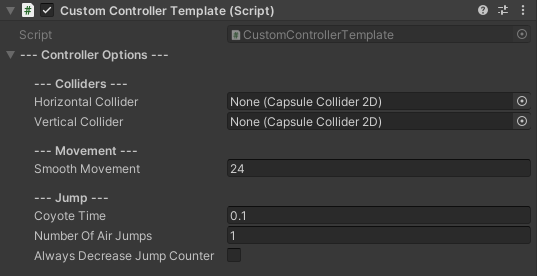 Custom Controller Template (Script)
Script CustomControllerTemplate
--- Controller Options ---
--- Colliders ---
Horizontal Collider None (Capsule Collider 2D)
Vertical Collider None (Capsule Collider 2D)
--- Movement ---
Smooth Movement 24
--- Jump ---
Coyote Time 0.1
Number Of Air Jumps 1
Always Decrease Jump Counter